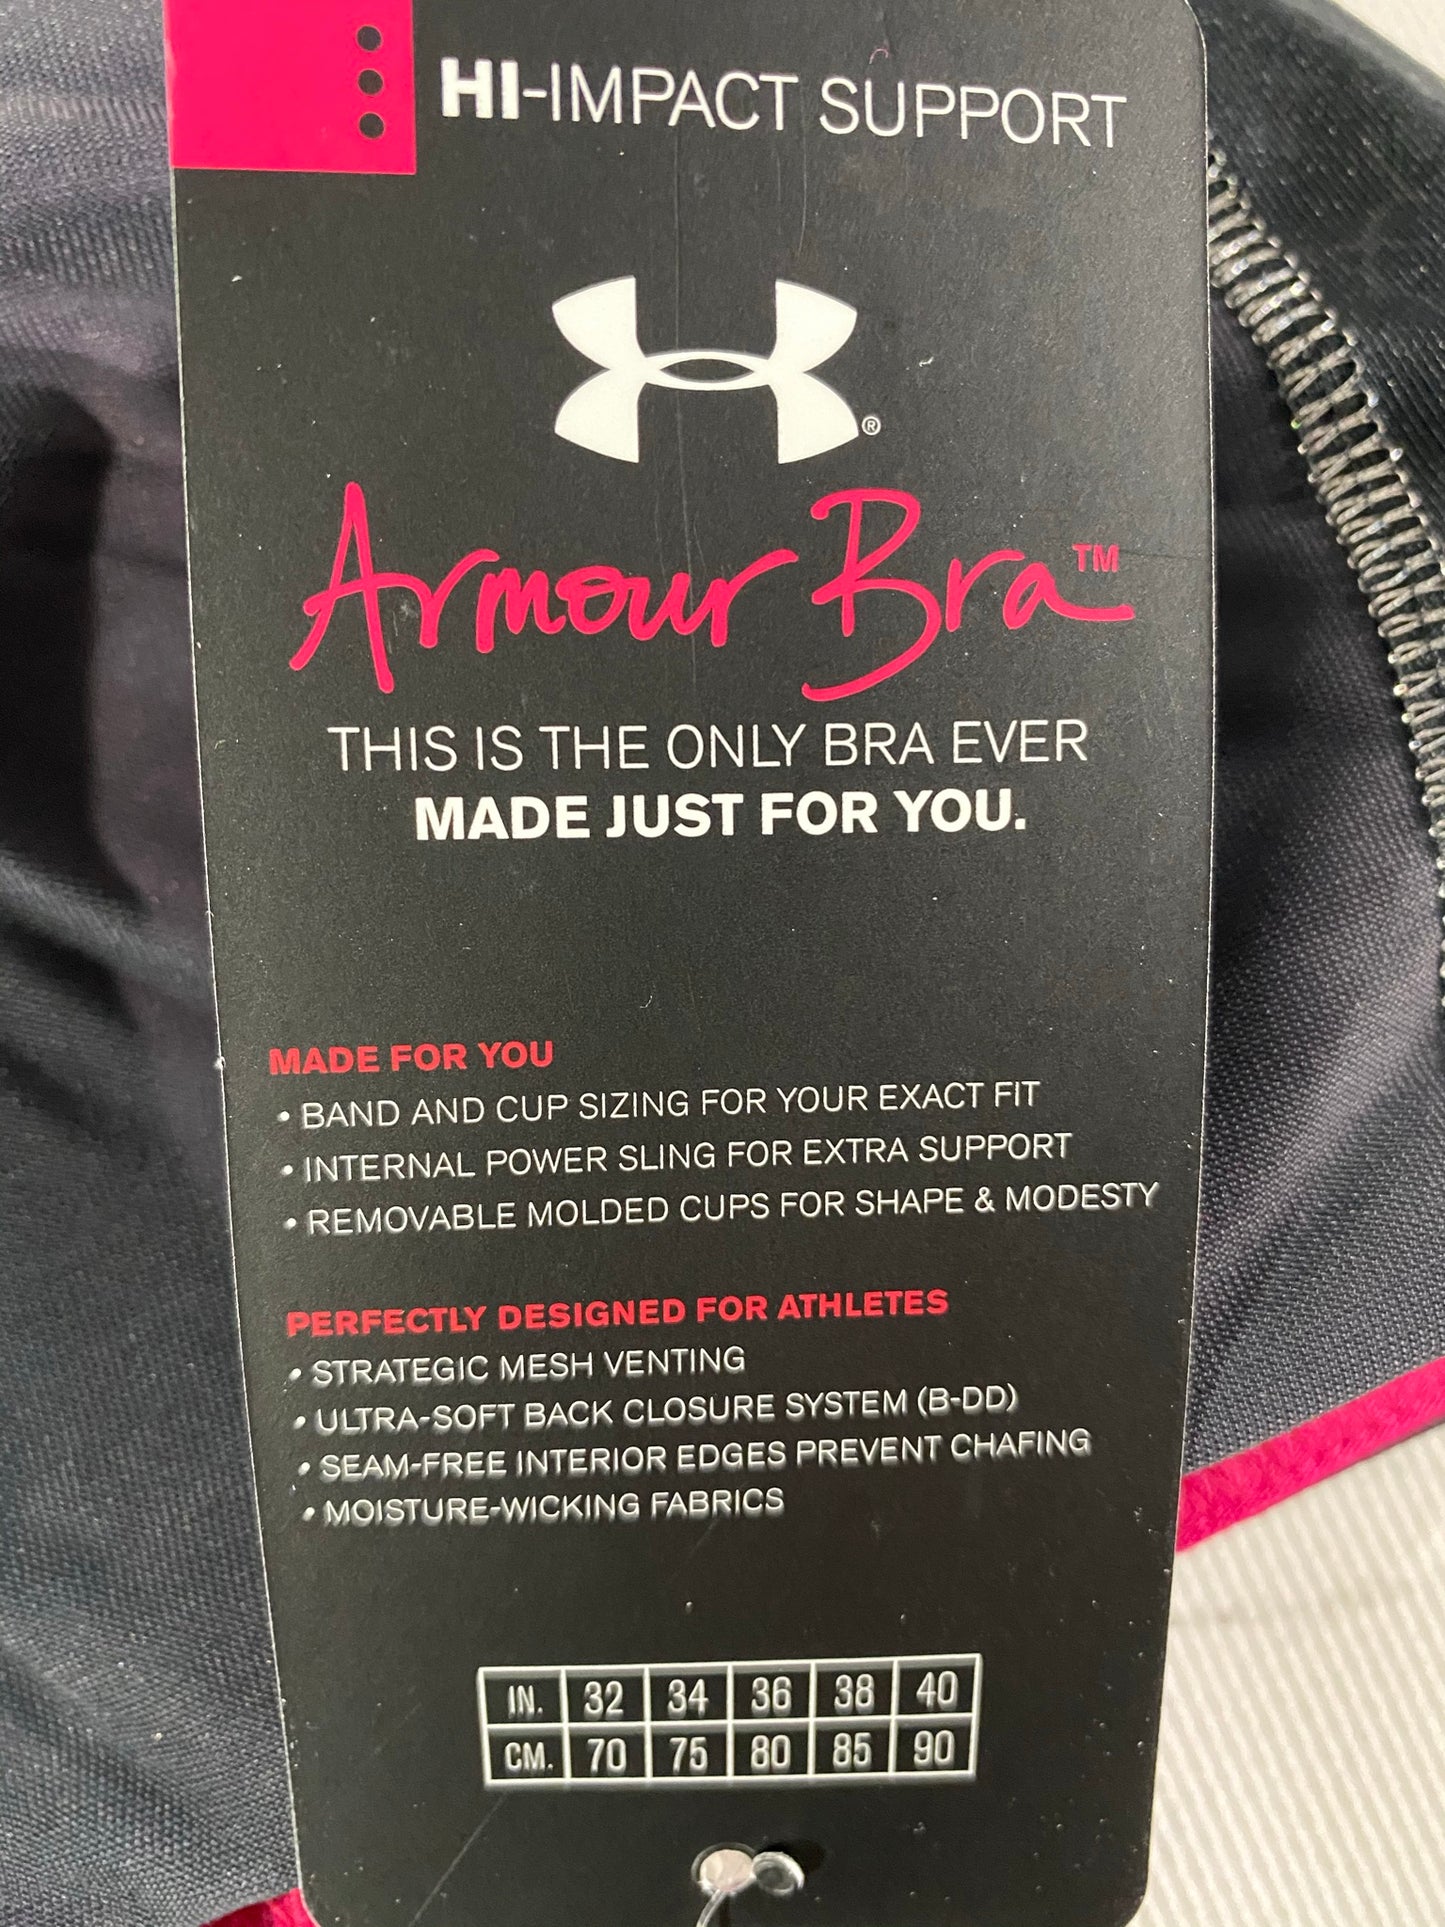 HI-IMPACT SUPPORT
®
Armour Bra™
THIS IS THE ONLY BRA EVER
MADE JUST FOR YOU.
MADE FOR YOU
• BAND AND CUP SIZING FOR YOUR EXACT FIT
• INTERNAL POWER SLING FOR EXTRA SUPPORT
• REMOVABLE MOLDED CUPS FOR SHAPE & MODESTY
PERFECTLY DESIGNED FOR ATHLETES
• STRATEGIC MESH VENTING
• ULTRA-SOFT BACK CLOSURE SYSTEM (B-DD)
• SEAM-FREE INTERIOR EDGES PREVENT CHAFING
• MOISTURE-WICKING FABRICS
IN. 32 34 36 38 40
CM. 70 75 80 85 90